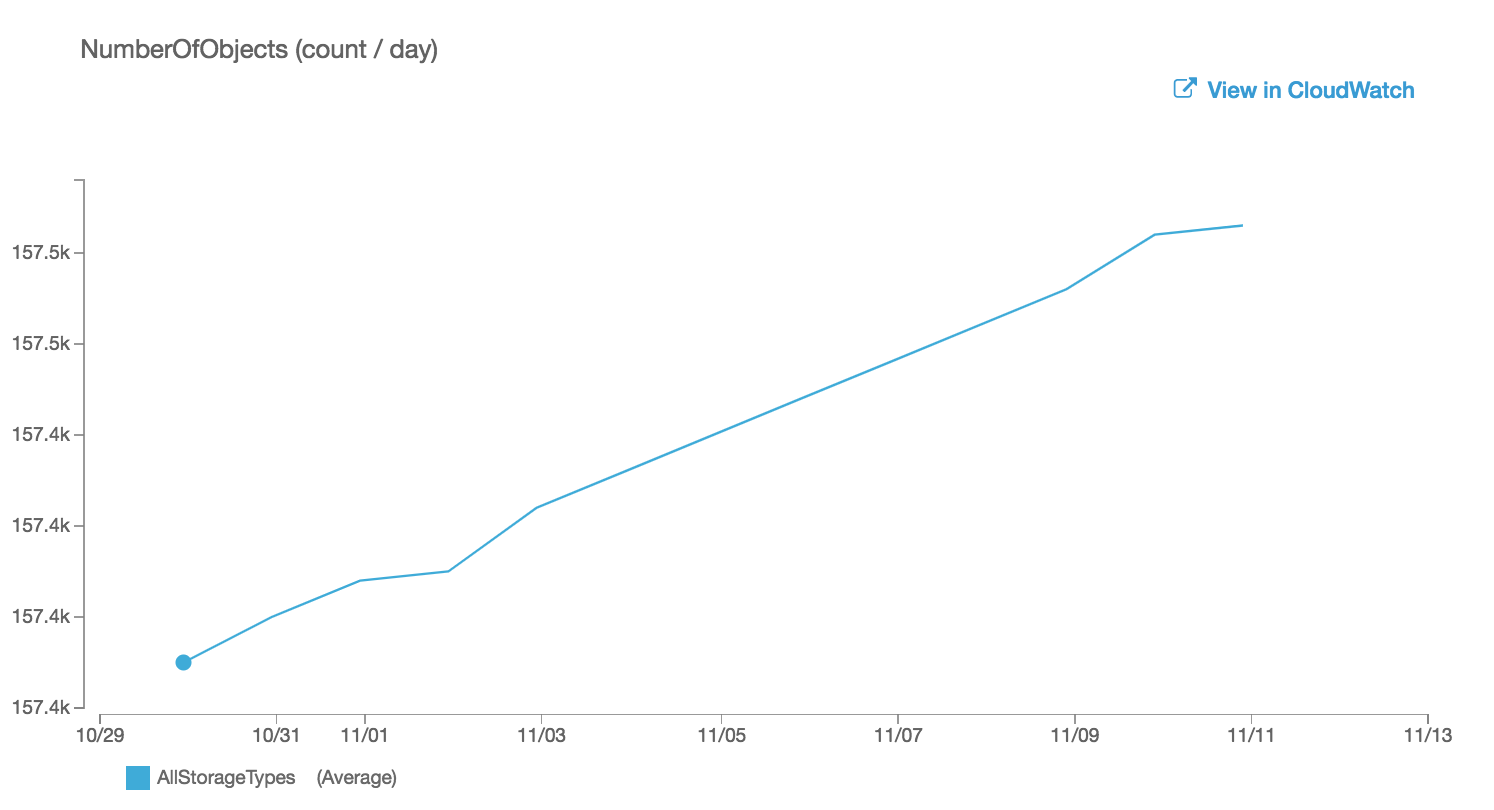 NumberOfObjects (count / day)
View in CloudWatch
157.5k
157.5k
157.4k
157.4k
157.4k
157.4k
10/29 10/31 11/01 11/03 11/05 11/07 11/09 11/11 11/13
AllStorageTypes (Average)